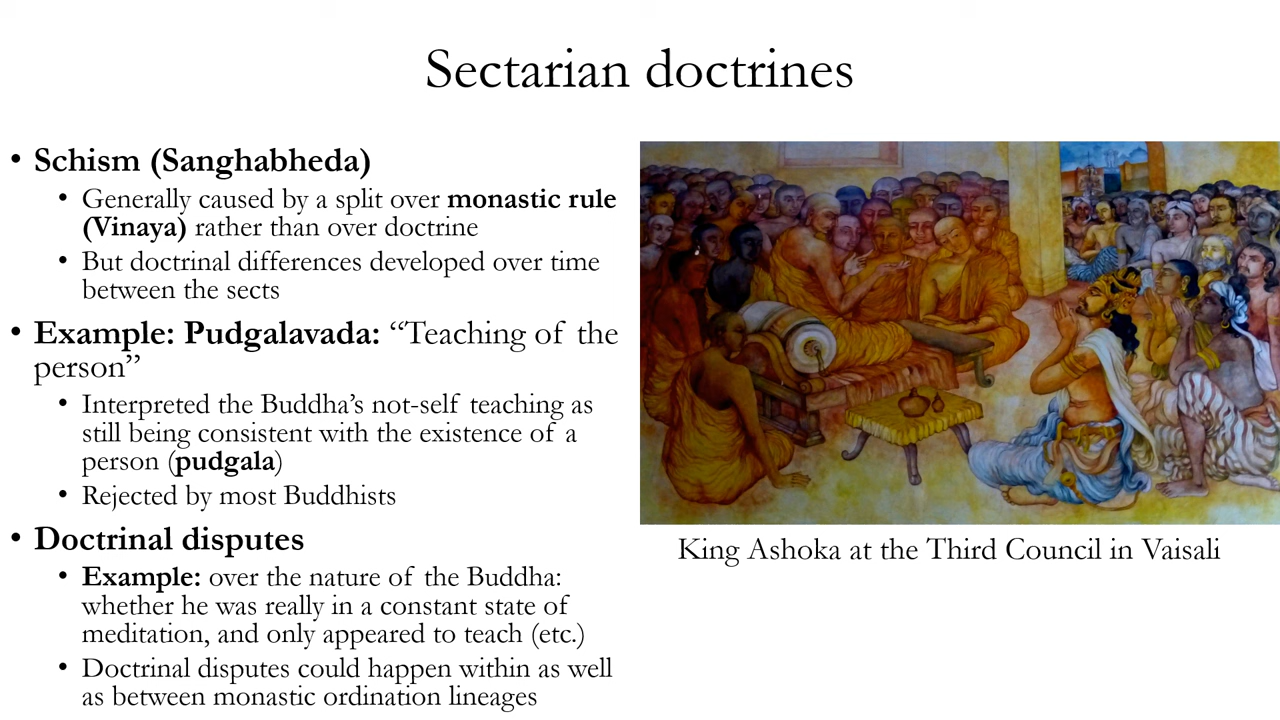 Sectarian doctrines
• Schism (Sanghabheda)
• Generally caused by a split over monastic rule
(Vinaya) rather than over doctrine
• But doctrinal differences developed over time
between the sects
• Example: Pudgalavada: “Teaching of the
person”
• Interpreted the Buddha’s not-self teaching as
still being consistent with the existence of a
person (pudgala)
• Rejected by most Buddhists
• Doctrinal disputes
• Example: over the nature of the Buddha:
whether he was really in a constant state of
meditation, and only appeared to teach (etc.)
• Doctrinal disputes could happen within as well
as between monastic ordination lineages
King Ashoka at the Third Council in Vaisali